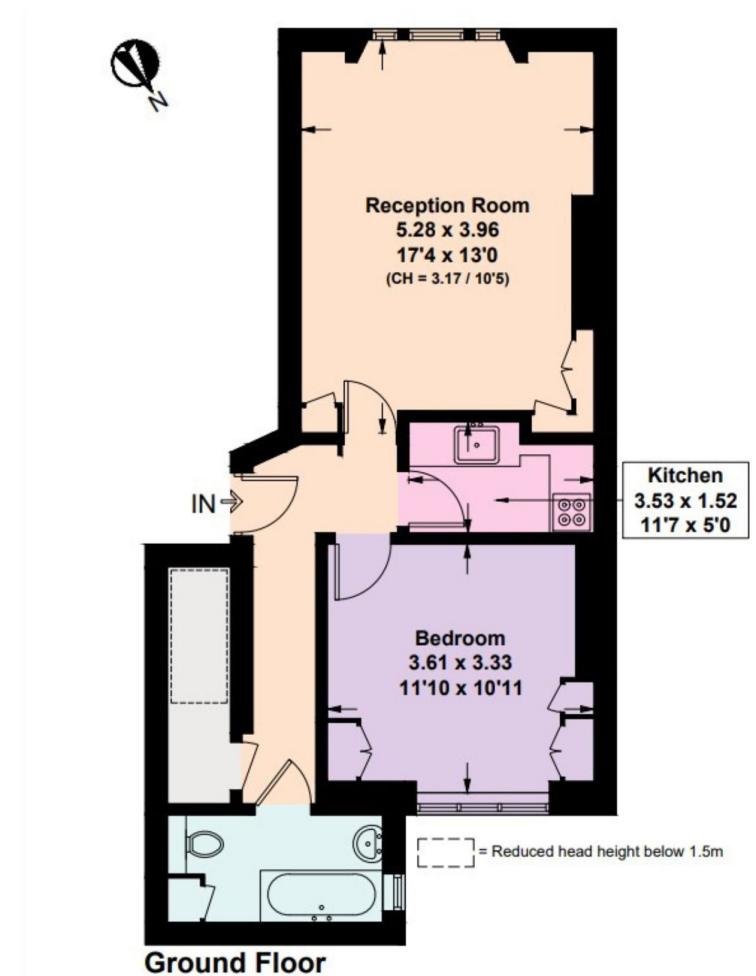 N
Reception Room
5.28 x 3.96
17'4 x 13'0
(CH = 3.17 / 10'5)
Kitchen
3.53 x 1.52
11'7 x 5'0
IN
Bedroom
3.61 x 3.33
11'10 x 10'11
= Reduced head height below 1.5m
Ground Floor